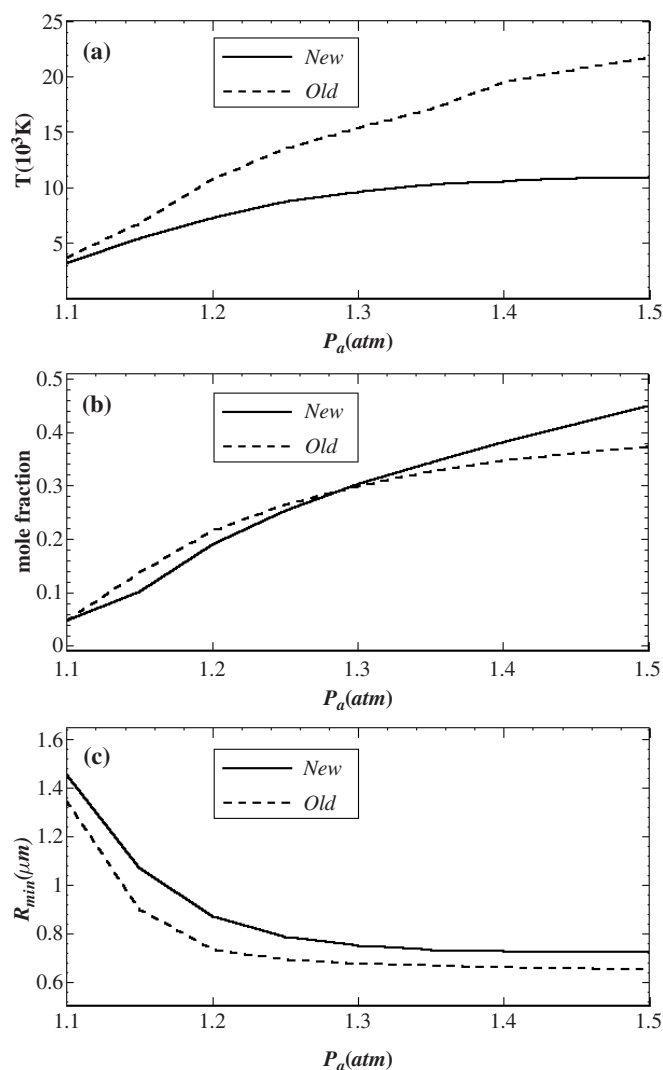 (a)
New
Old
T(10³K)
25
20
15
10
5
1.1 1.2 1.3 1.4 1.5
Pa(atm)
(b)
New
Old
mole fraction
0.5
0.4
0.3
0.2
0.1
0
1.1 1.2 1.3 1.4 1.5
Pa(atm)
(c)
New
Old
Rmin(μm)
1.6
1.4
1.2
1
0.8
0.6
1.1 1.2 1.3 1.4 1.5
Pa(atm)